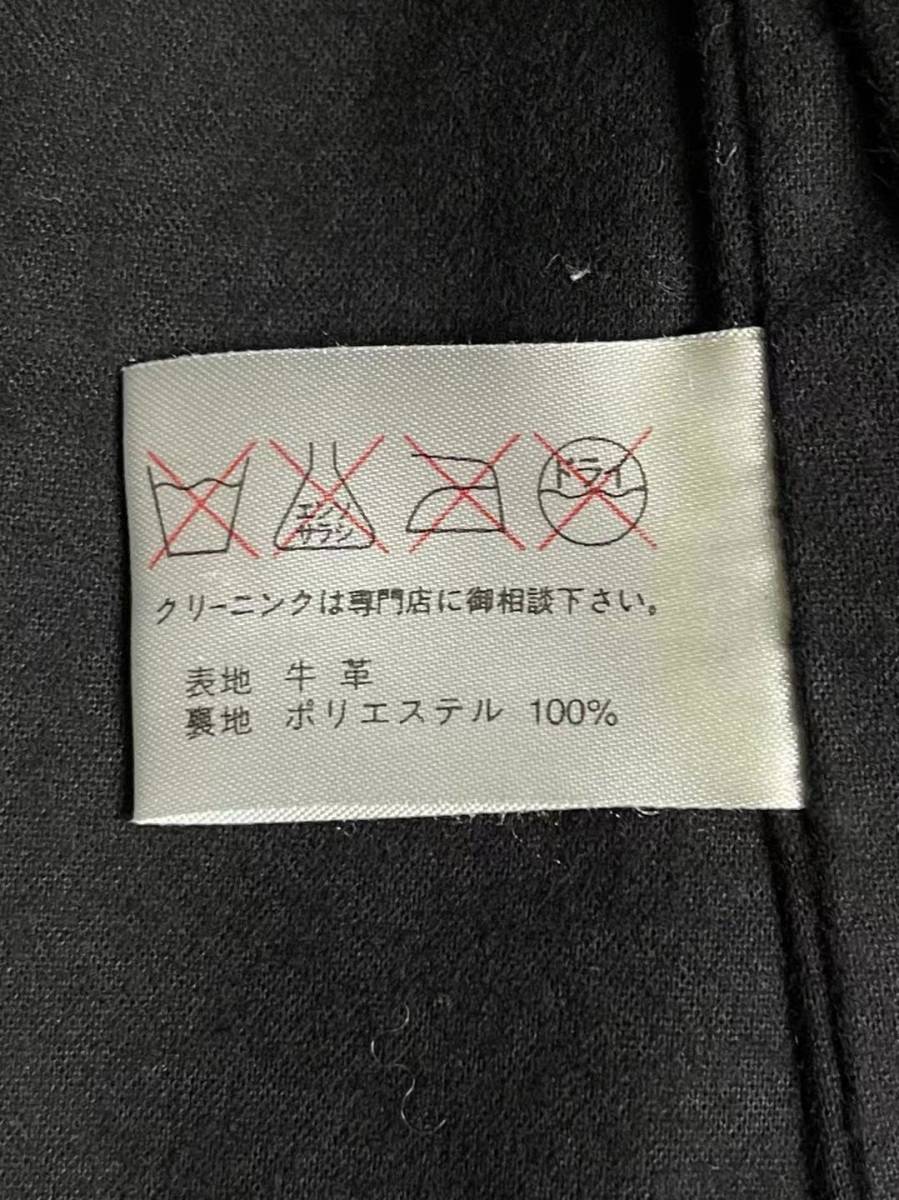 エンソ サラシ ドライ
クリーニンクは専門店に御相談下さい。
表地 牛革
裏地 ポリエステル 100%